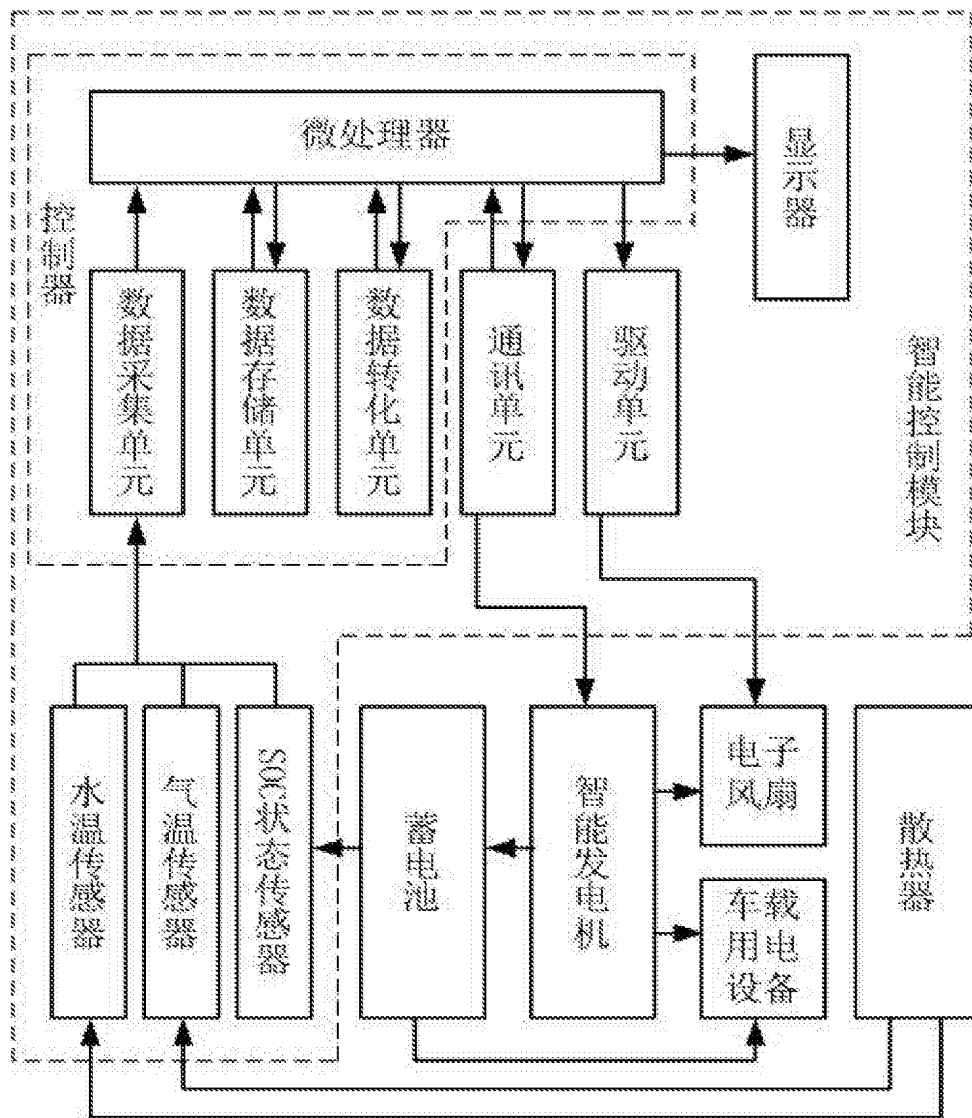 微处理器
显示器
控制器
数据采集单元
数据存储单元
数据转化单元
通讯单元
驱动单元
智能控制模块
水温传感器
气温传感器
SOC状态传感器
蓄电池
智能发电机
电子
风扇
车载
用电
设备
散热器